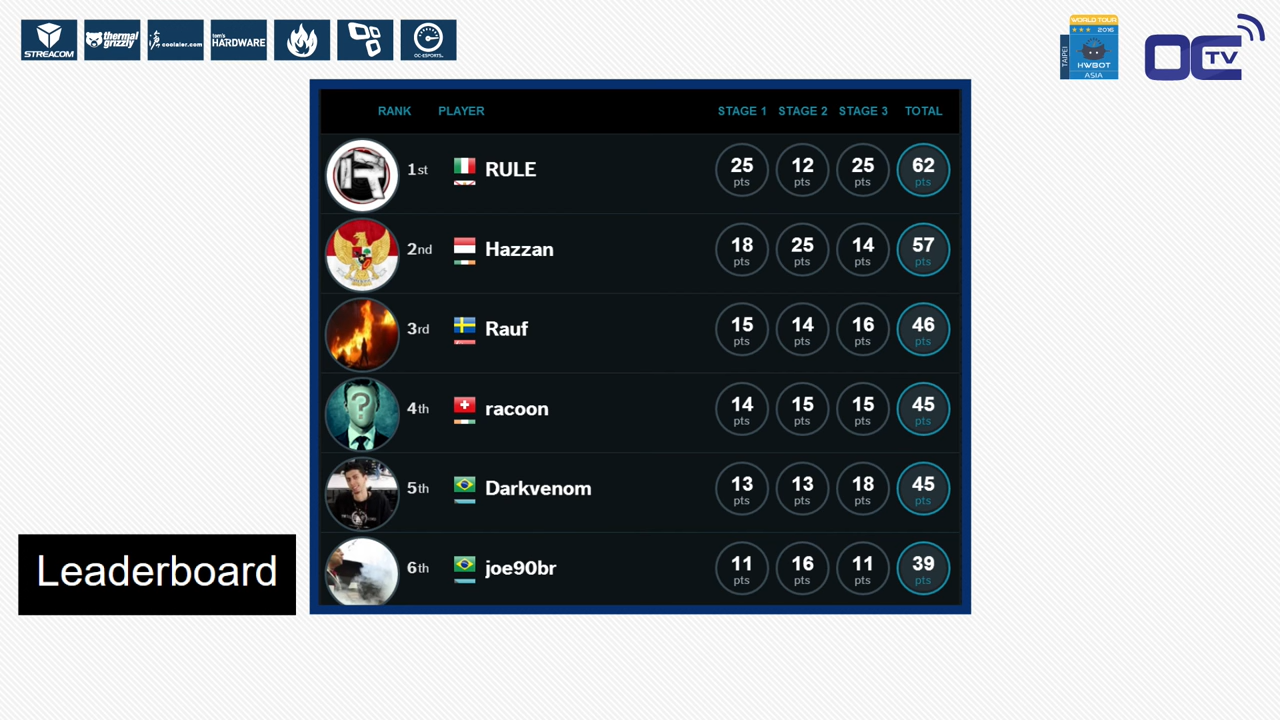 STREACOM
thermal grizzly
coolaler.com
tom's HARDWARE
OC-ESPORTS
WORLD TOUR
2016
TAIPEI
HWBOT
ASIA
OCTV
RANK PLAYER STAGE 1 STAGE 2 STAGE 3 TOTAL
1st RULE 25 pts 12 pts 25 pts 62 pts
2nd Hazzan 18 pts 25 pts 14 pts 57 pts
3rd Rauf 15 pts 14 pts 16 pts 46 pts
4th racoon 14 pts 15 pts 15 pts 45 pts
5th Darkvenom 13 pts 13 pts 18 pts 45 pts
6th joe90br 11 pts 16 pts 11 pts 39 pts
Leaderboard